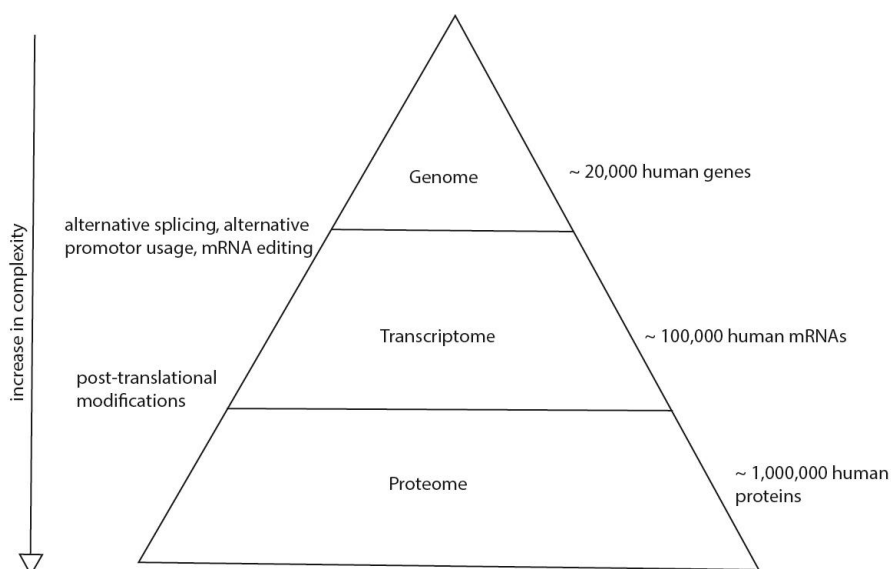 Genome
~ 20,000 human genes
alternative splicing, alternative
promotor usage, mRNA editing
increase in complexity
Transcriptome
~ 100,000 human mRNAs
post-translational
modifications
Proteome
~ 1,000,000 human
proteins